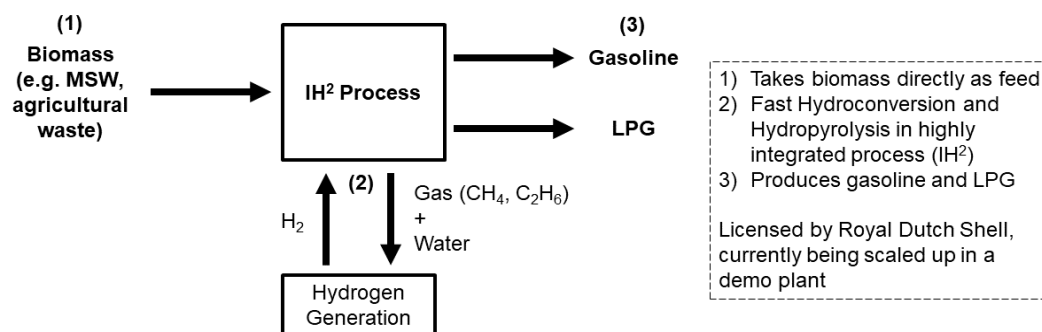 (1)
Biomass
(e.g. MSW,
agricultural
waste)
IH² Process
(3)
Gasoline
LPG
(2)
H₂
Gas (CH₄, C₂H₆)
+
Water
Hydrogen
Generation
1) Takes biomass directly as feed
2) Fast Hydroconversion and
Hydropyrolysis in highly
integrated process (IH²)
3) Produces gasoline and LPG
Licensed by Royal Dutch Shell,
currently being scaled up in a
demo plant